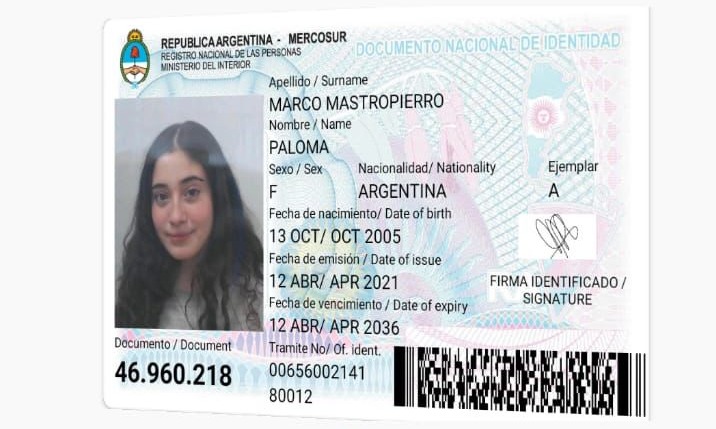 REPUBLICA ARGENTINA - MERCOSUR
REGISTRO NACIONAL DE LAS PERSONAS
MINISTERIO DEL INTERIOR
DOCUMENTO NACIONAL DE IDENTIDAD
Apellido / Surname
MARCO MASTROPIERRO
Nombre / Name
PALOMA
Sexo / Sex Nacionalidad/ Nationality Ejemplar
F ARGENTINA A
Fecha de nacimiento/ Date of birth
13 OCT/ OCT 2005
Fecha de emisión / Date of issue
12 ABR/ APR 2021
FIRMA IDENTIFICADO /
SIGNATURE
Fecha de vencimiento / Date of expiry
12 ABR/ APR 2036
Documento / Document
46.960.218
Tramite No/ Of. ident.
00656002141
80012